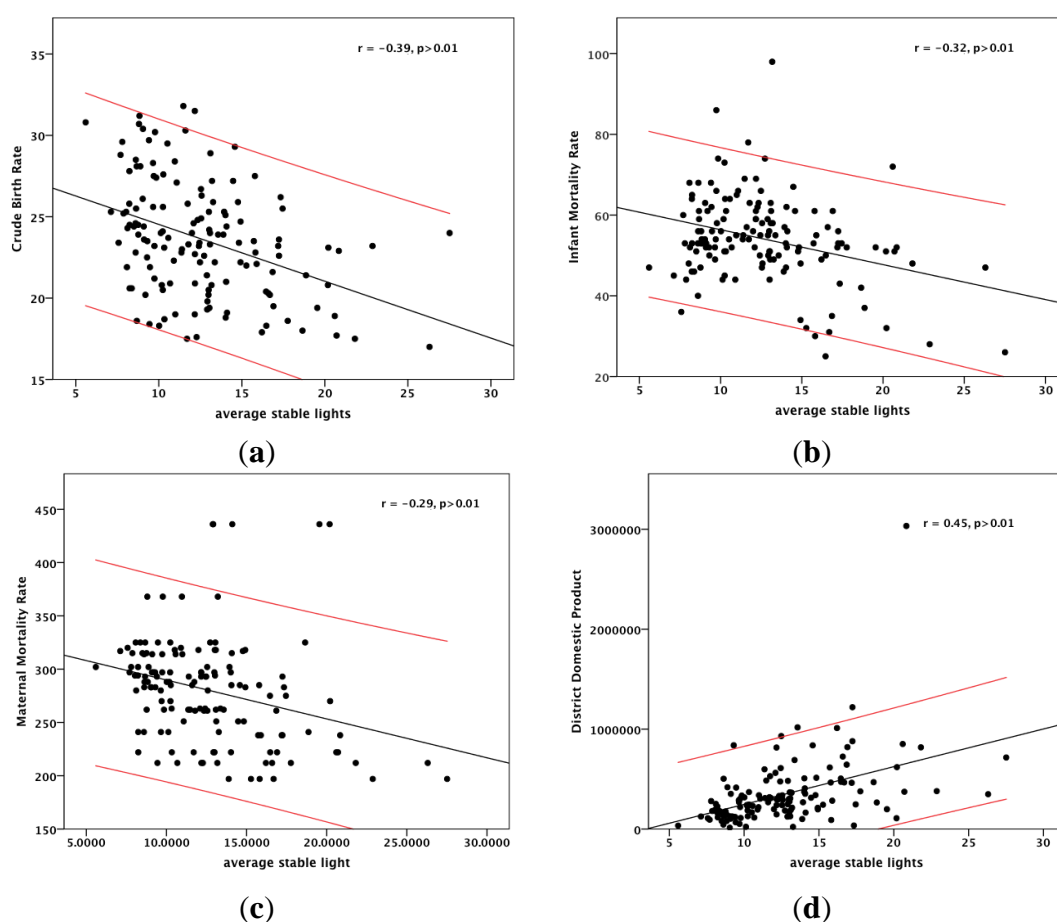 r = −0.39, p>0.01
35
30
25
20
15
Crude Birth Rate
5
10
15
20
25
30
average stable lights
(a)
r = −0.32, p>0.01
100
80
60
40
20
Infant Mortality Rate
5
10
15
20
25
30
average stable lights
(b)
r = −0.29, p>0.01
450
400
350
300
250
200
150
Maternal Mortality Rate
5.0000
10.0000
15.0000
20.0000
25.0000
30.0000
average stable light
(c)
r = 0.45, p>0.01
3000000
2000000
1000000
0
District Domestic Product
5
10
15
20
25
30
average stable lights
(d)